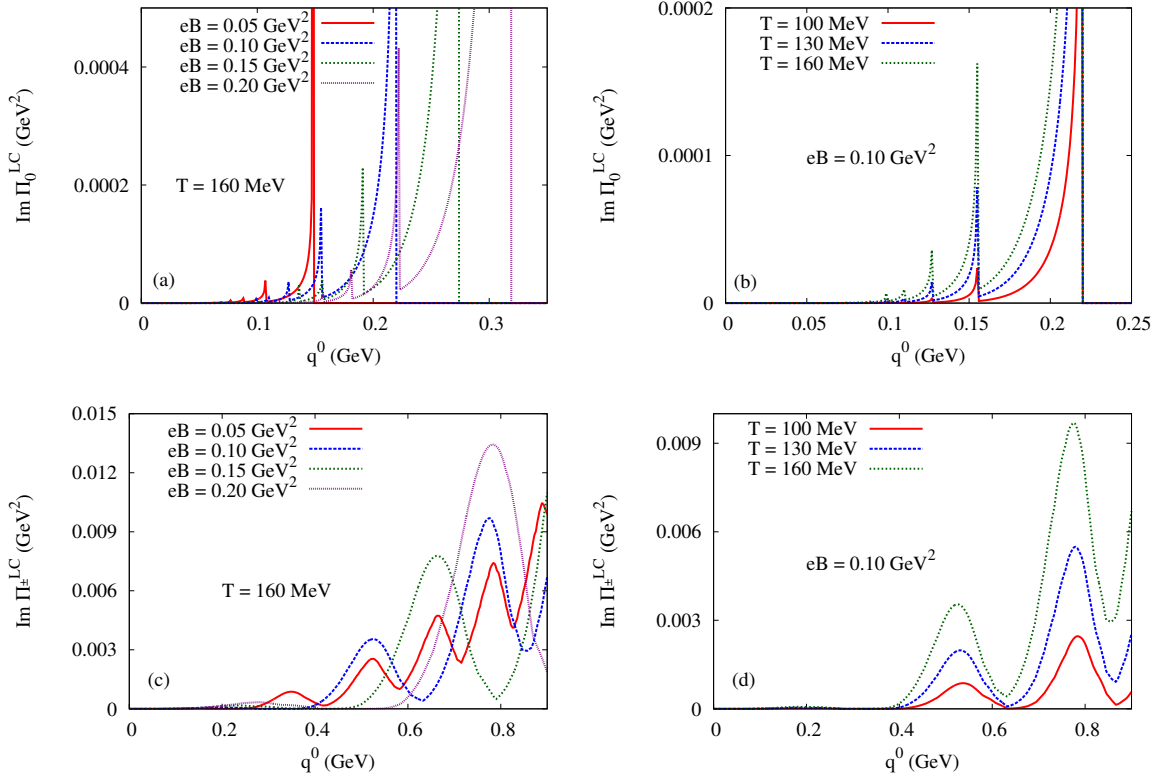 eB = 0.05 GeV²
eB = 0.10 GeV²
eB = 0.15 GeV²
eB = 0.20 GeV²
T = 160 MeV
(a)
0.0004
0.0002
0
0
0.1
0.2
0.3
Im Π₀ᴸᶜ (GeV²)
q⁰ (GeV)
T = 100 MeV
T = 130 MeV
T = 160 MeV
eB = 0.10 GeV²
(b)
0.0002
0.0001
0
0
0.05
0.1
0.15
0.2
0.25
Im Π₀ᴸᶜ (GeV²)
q⁰ (GeV)
eB = 0.05 GeV²
eB = 0.10 GeV²
eB = 0.15 GeV²
eB = 0.20 GeV²
T = 160 MeV
(c)
0.015
0.012
0.009
0.006
0.003
0
0
0.2
0.4
0.6
0.8
Im Π±ᴸᶜ (GeV²)
q⁰ (GeV)
T = 100 MeV
T = 130 MeV
T = 160 MeV
eB = 0.10 GeV²
(d)
0.009
0.006
0.003
0
0
0.2
0.4
0.6
0.8
Im Π±ᴸᶜ (GeV²)
q⁰ (GeV)